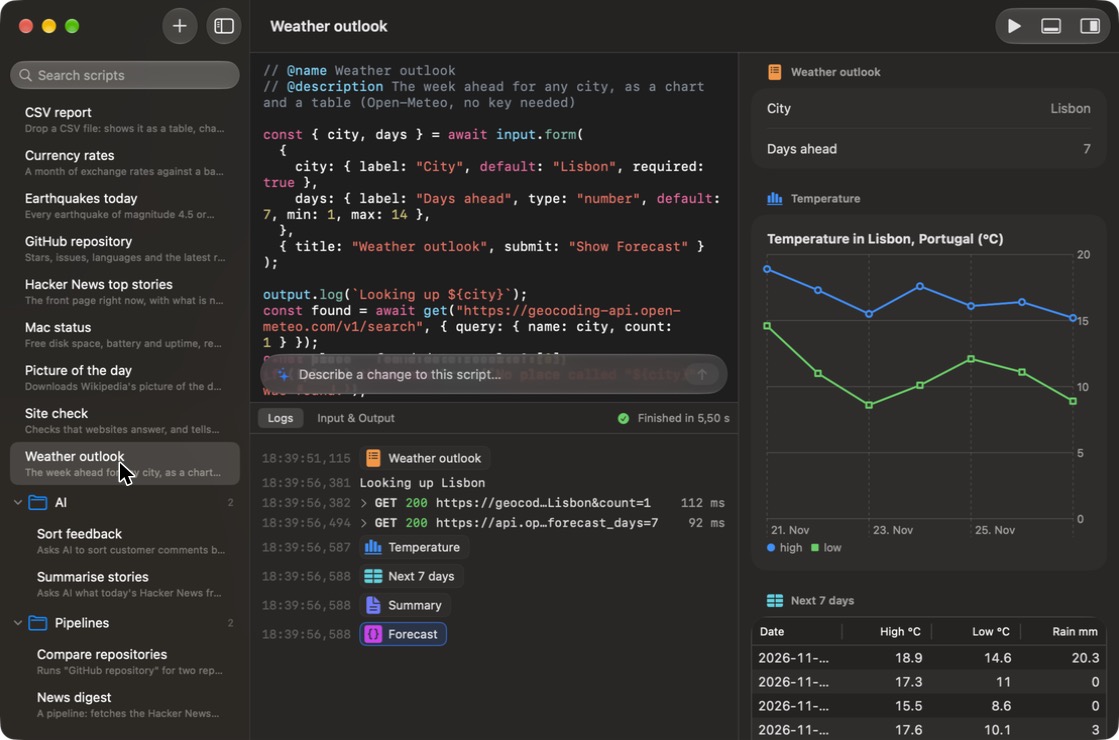 Weather outlook
Search scripts
CSV report
Drop a CSV file: shows it as a table, cha...
Currency rates
A month of exchange rates against a ba...
Earthquakes today
Every earthquake of magnitude 4.5 or...
GitHub repository
Stars, issues, languages and the latest r...
Hacker News top stories
The front page right now, with what is n...
Mac status
Free disk space, battery and uptime, re...
Picture of the day
Downloads Wikipedia's picture of the d...
Site check
Checks that websites answer, and tells...
Weather outlook
The week ahead for city, as a chart...
AI 2
Sort feedback
Asks AI to sort customer comments b...
Summarise stories
Asks AI what today's Hacker News fr...
Pipelines 2
Compare repositories
Runs "GitHub repository" for two rep...
News digest
A pipeline: fetches the Hacker News...
// @name Weather outlook
// @description The week ahead for any city, as a chart
and a table (Open-Meteo, no key needed)
const { city, days } = await input.form(
{
city: { label: "City", default: "Lisbon", required:
true },
days: { label: "Days ahead", type: "number", default:
7, min: 1, max: 14 },
},
{ title: "Weather outlook", submit: "Show Forecast" }
);
output.log(`Looking up ${city}`);
const found = await get("https://geocoding-api.open-
meteo.com/v1/search", { query: { name: city, count:
1 } });
Describe a change to this script...
Logs
Input & Output
Finished in 5,50 s
18:39:51,115 Weather outlook
18:39:56,381 Looking up Lisbon
18:39:56,382 > GET 200 https://geocod…Lisbon&count=1 112 ms
18:39:56,494 > GET 200 https://api.op…forecast_days=7 92 ms
18:39:56,587 Temperature
18:39:56,588 Next 7 days
18:39:56,588 Summary
18:39:56,588 Forecast
Weather outlook
City Lisbon
Days ahead 7
Temperature
Temperature in Lisbon, Portugal (°C)
20
15
10
5
0
21. Nov 23. Nov 25. Nov
high low
Next 7 days
Date High °C Low °C Rain mm
2026-11-... 18.9 14.6 20.3
2026-11-... 17.3 11 0
2026-11-... 15.5 8.6 0
2026-11-... 17.6 10.1 3